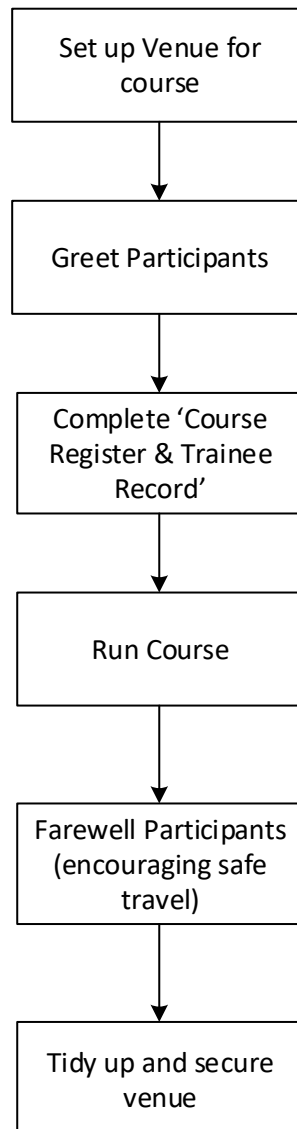 Set up Venue for
course
Greet Participants
Complete ‘Course
Register & Trainee
Record’
Run Course
Farewell Participants
(encouraging safe
travel)
Tidy up and secure
venue